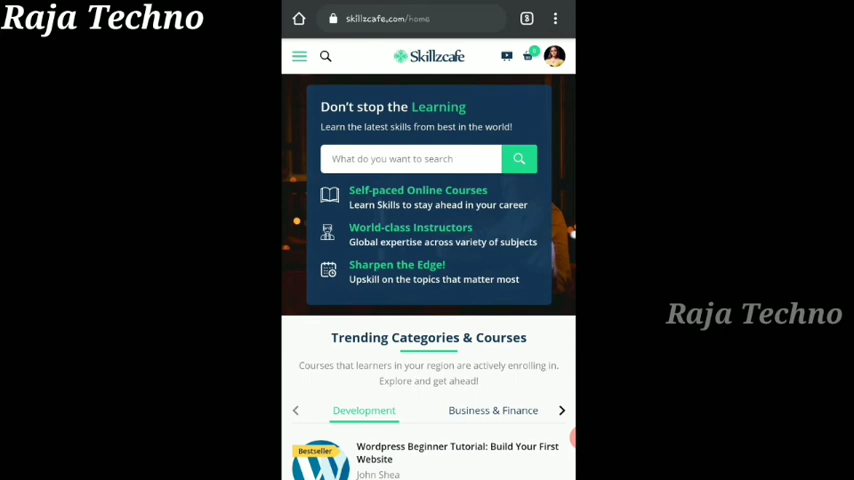 Raja Techno
8
skillzcafe.com/home
Skillzcafe
0
Don't stop the Learning
Learn the latest skills from best in the world!
What do you want to search
Self-paced Online Courses
Learn Skills to stay ahead in your career
World-class Instructors
Global expertise across variety of subjects
Sharpen the Edge!
Upskill on the topics that matter most
Raja Techno
Trending Categories & Courses
Courses that learners in your region are actively enrolling in.
Explore and get ahead!
Development
Business & Finance
Bestseller
Wordpress Beginner Tutorial: Build Your First
Website
John Shea